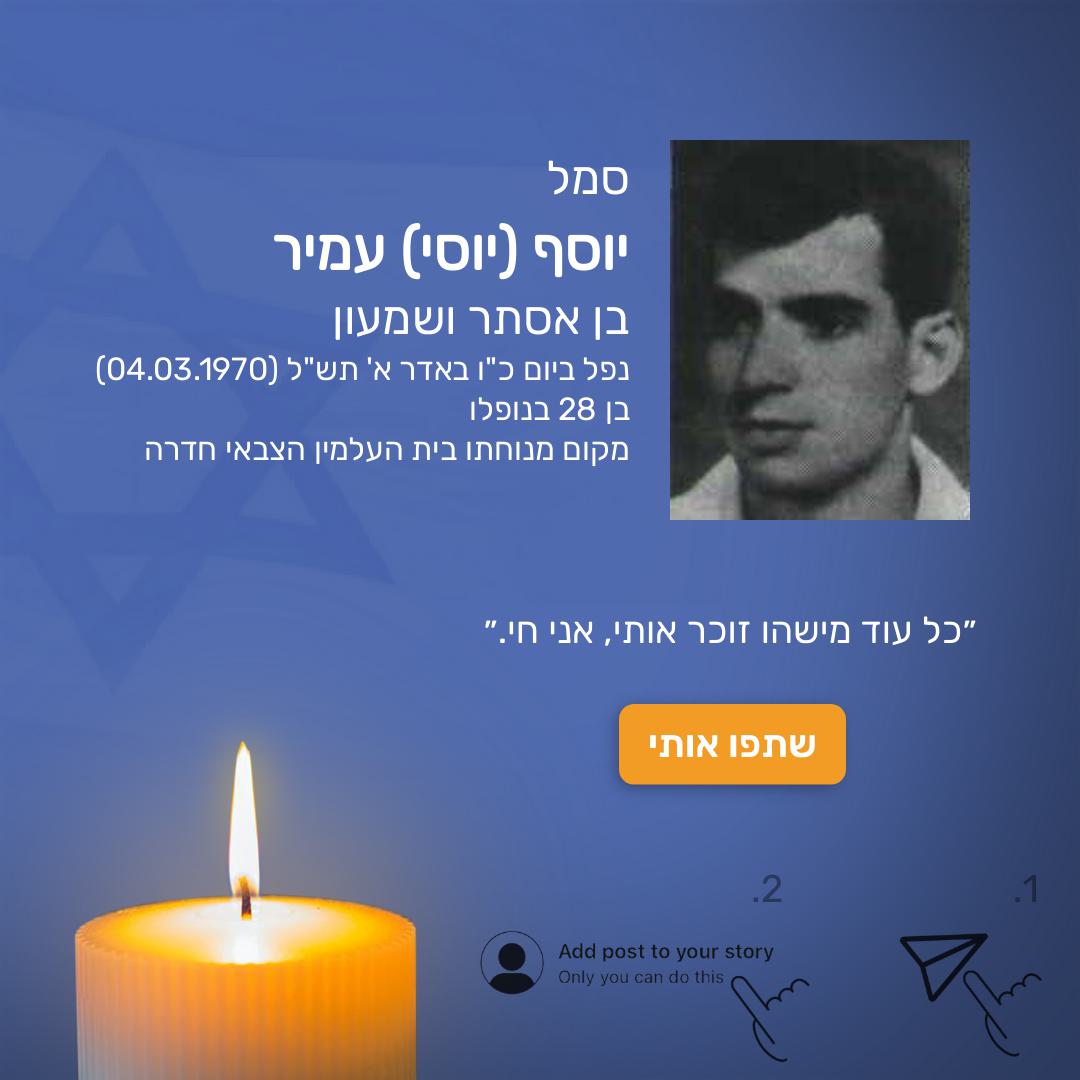 סמל
יוסף (יוסי) עמיר
בן אסתר ושמעון
נפל ביום כ"ו באדר א' תש"ל (04.03.1970)
בן 28 בנופלו
מקום מנוחתו בית העלמין הצבאי חדרה
״כל עוד מישהו זוכר אותי, אני חי.״
שתפו אותי
1.
2.
Add post to your story
Only you can do this